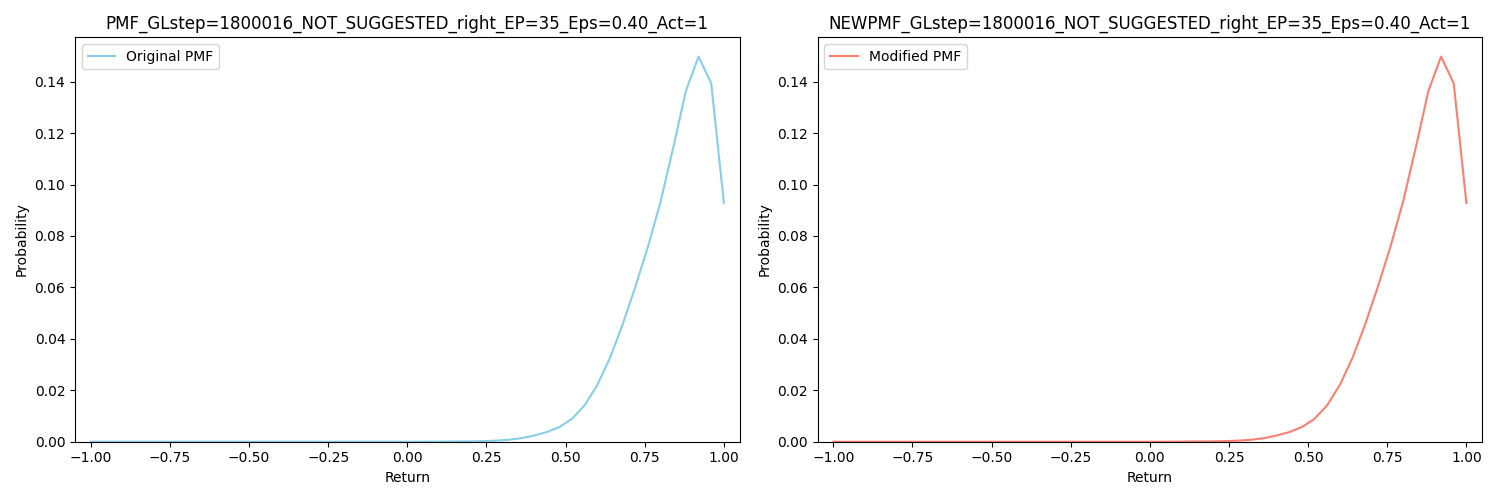 PMF_GLstep=1800016_NOT_SUGGESTED_right_EP=35_Eps=0.40_Act=1
Original PMF
0.14
0.12
0.10
0.08
0.06
0.04
0.02
0.00
Probability
−1.00 −0.75 −0.50 −0.25 0.00 0.25 0.50 0.75 1.00
Return
NEWPMF_GLstep=1800016_NOT_SUGGESTED_right_EP=35_Eps=0.40_Act=1
Modified PMF
0.14
0.12
0.10
0.08
0.06
0.04
0.02
0.00
Probability
−1.00 −0.75 −0.50 −0.25 0.00 0.25 0.50 0.75 1.00
Return